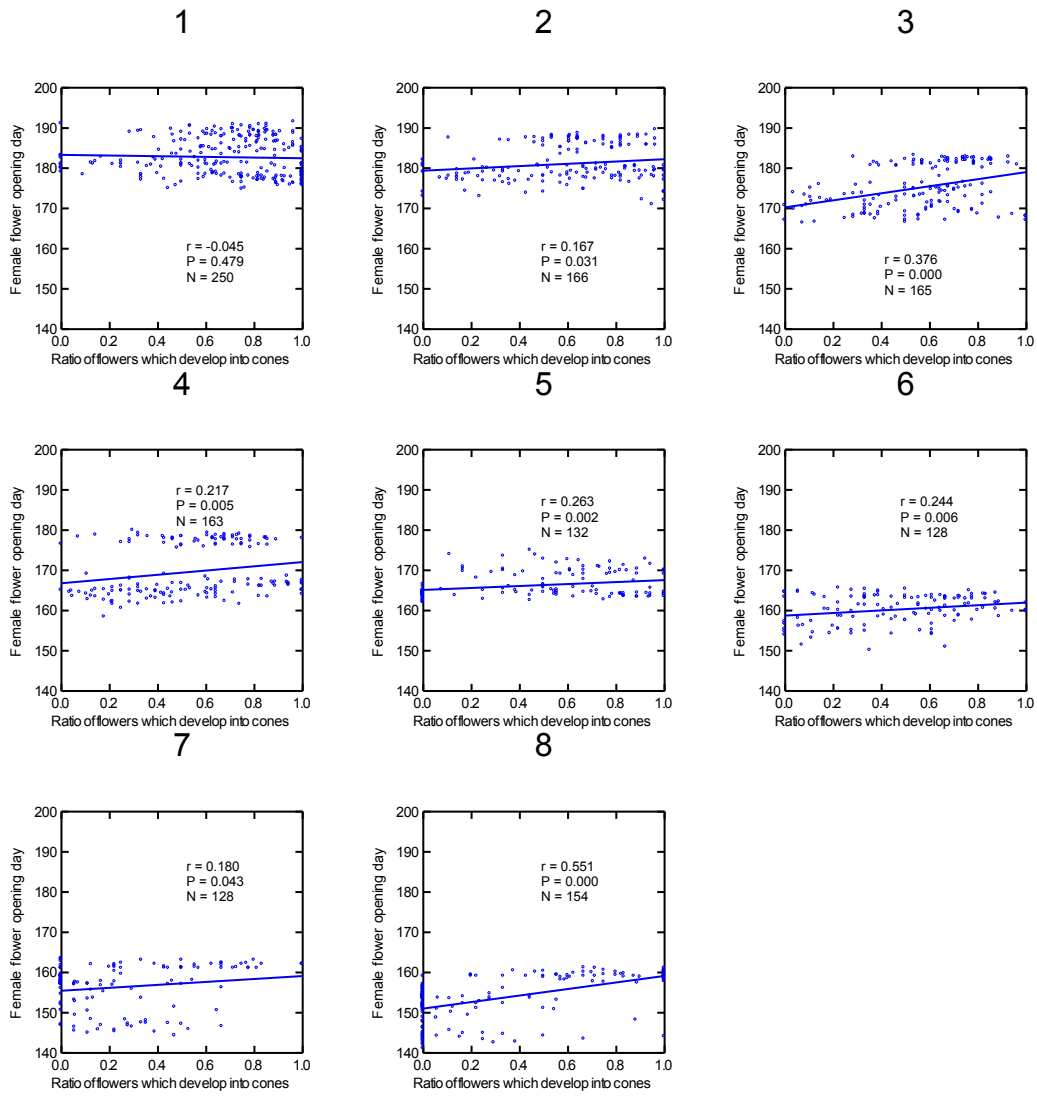 1
2
3
200
190
180
170
160
150
140
Female flower opening day
r = -0.045
P = 0.479
N = 250
0.0 0.2 0.4 0.6 0.8 1.0
Ratio of flowers which develop into cones
200
190
180
170
160
150
140
Female flower opening day
r = 0.167
P = 0.031
N = 166
0.0 0.2 0.4 0.6 0.8 1.0
Ratio of flowers which develop into cones
200
190
180
170
160
150
140
Female flower opening day
r = 0.376
P = 0.000
N = 165
0.0 0.2 0.4 0.6 0.8 1.0
Ratio of flowers which develop into cones
4
5
6
200
190
180
170
160
150
140
Female flower opening day
r = 0.217
P = 0.005
N = 163
0.0 0.2 0.4 0.6 0.8 1.0
Ratio of flowers which develop into cones
200
190
180
170
160
150
140
Female flower opening day
r = 0.263
P = 0.002
N = 132
0.0 0.2 0.4 0.6 0.8 1.0
Ratio of flowers which develop into cones
200
190
180
170
160
150
140
Female flower opening day
r = 0.244
P = 0.006
N = 128
0.0 0.2 0.4 0.6 0.8 1.0
Ratio of flowers which develop into cones
7
8
200
190
180
170
160
150
140
Female flower opening day
r = 0.180
P = 0.043
N = 128
0.0 0.2 0.4 0.6 0.8 1.0
Ratio of flowers which develop into cones
200
190
180
170
160
150
140
Female flower opening day
r = 0.551
P = 0.000
N = 154
0.0 0.2 0.4 0.6 0.8 1.0
Ratio of flowers which develop into cones